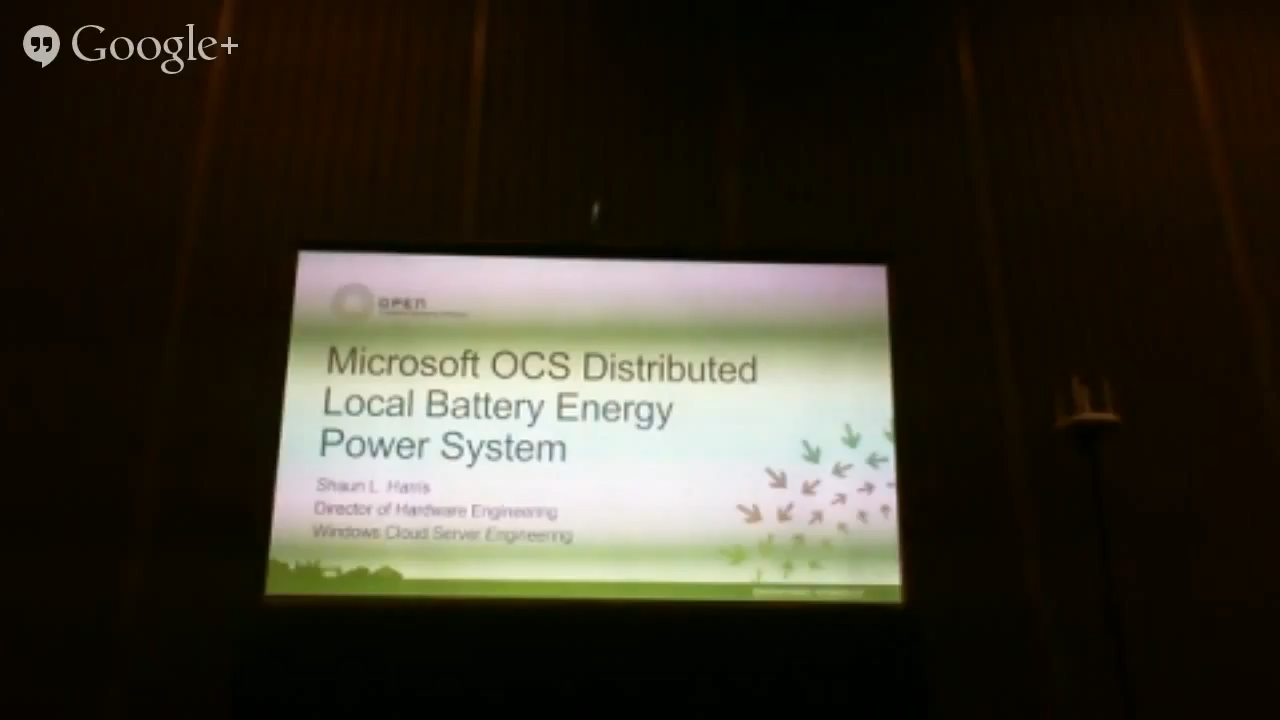 Google+
OPEN
Microsoft OCS Distributed
Local Battery Energy
Power System
Shaun L. Harris
Director of Hardware Engineering
Windows Cloud Server Engineering